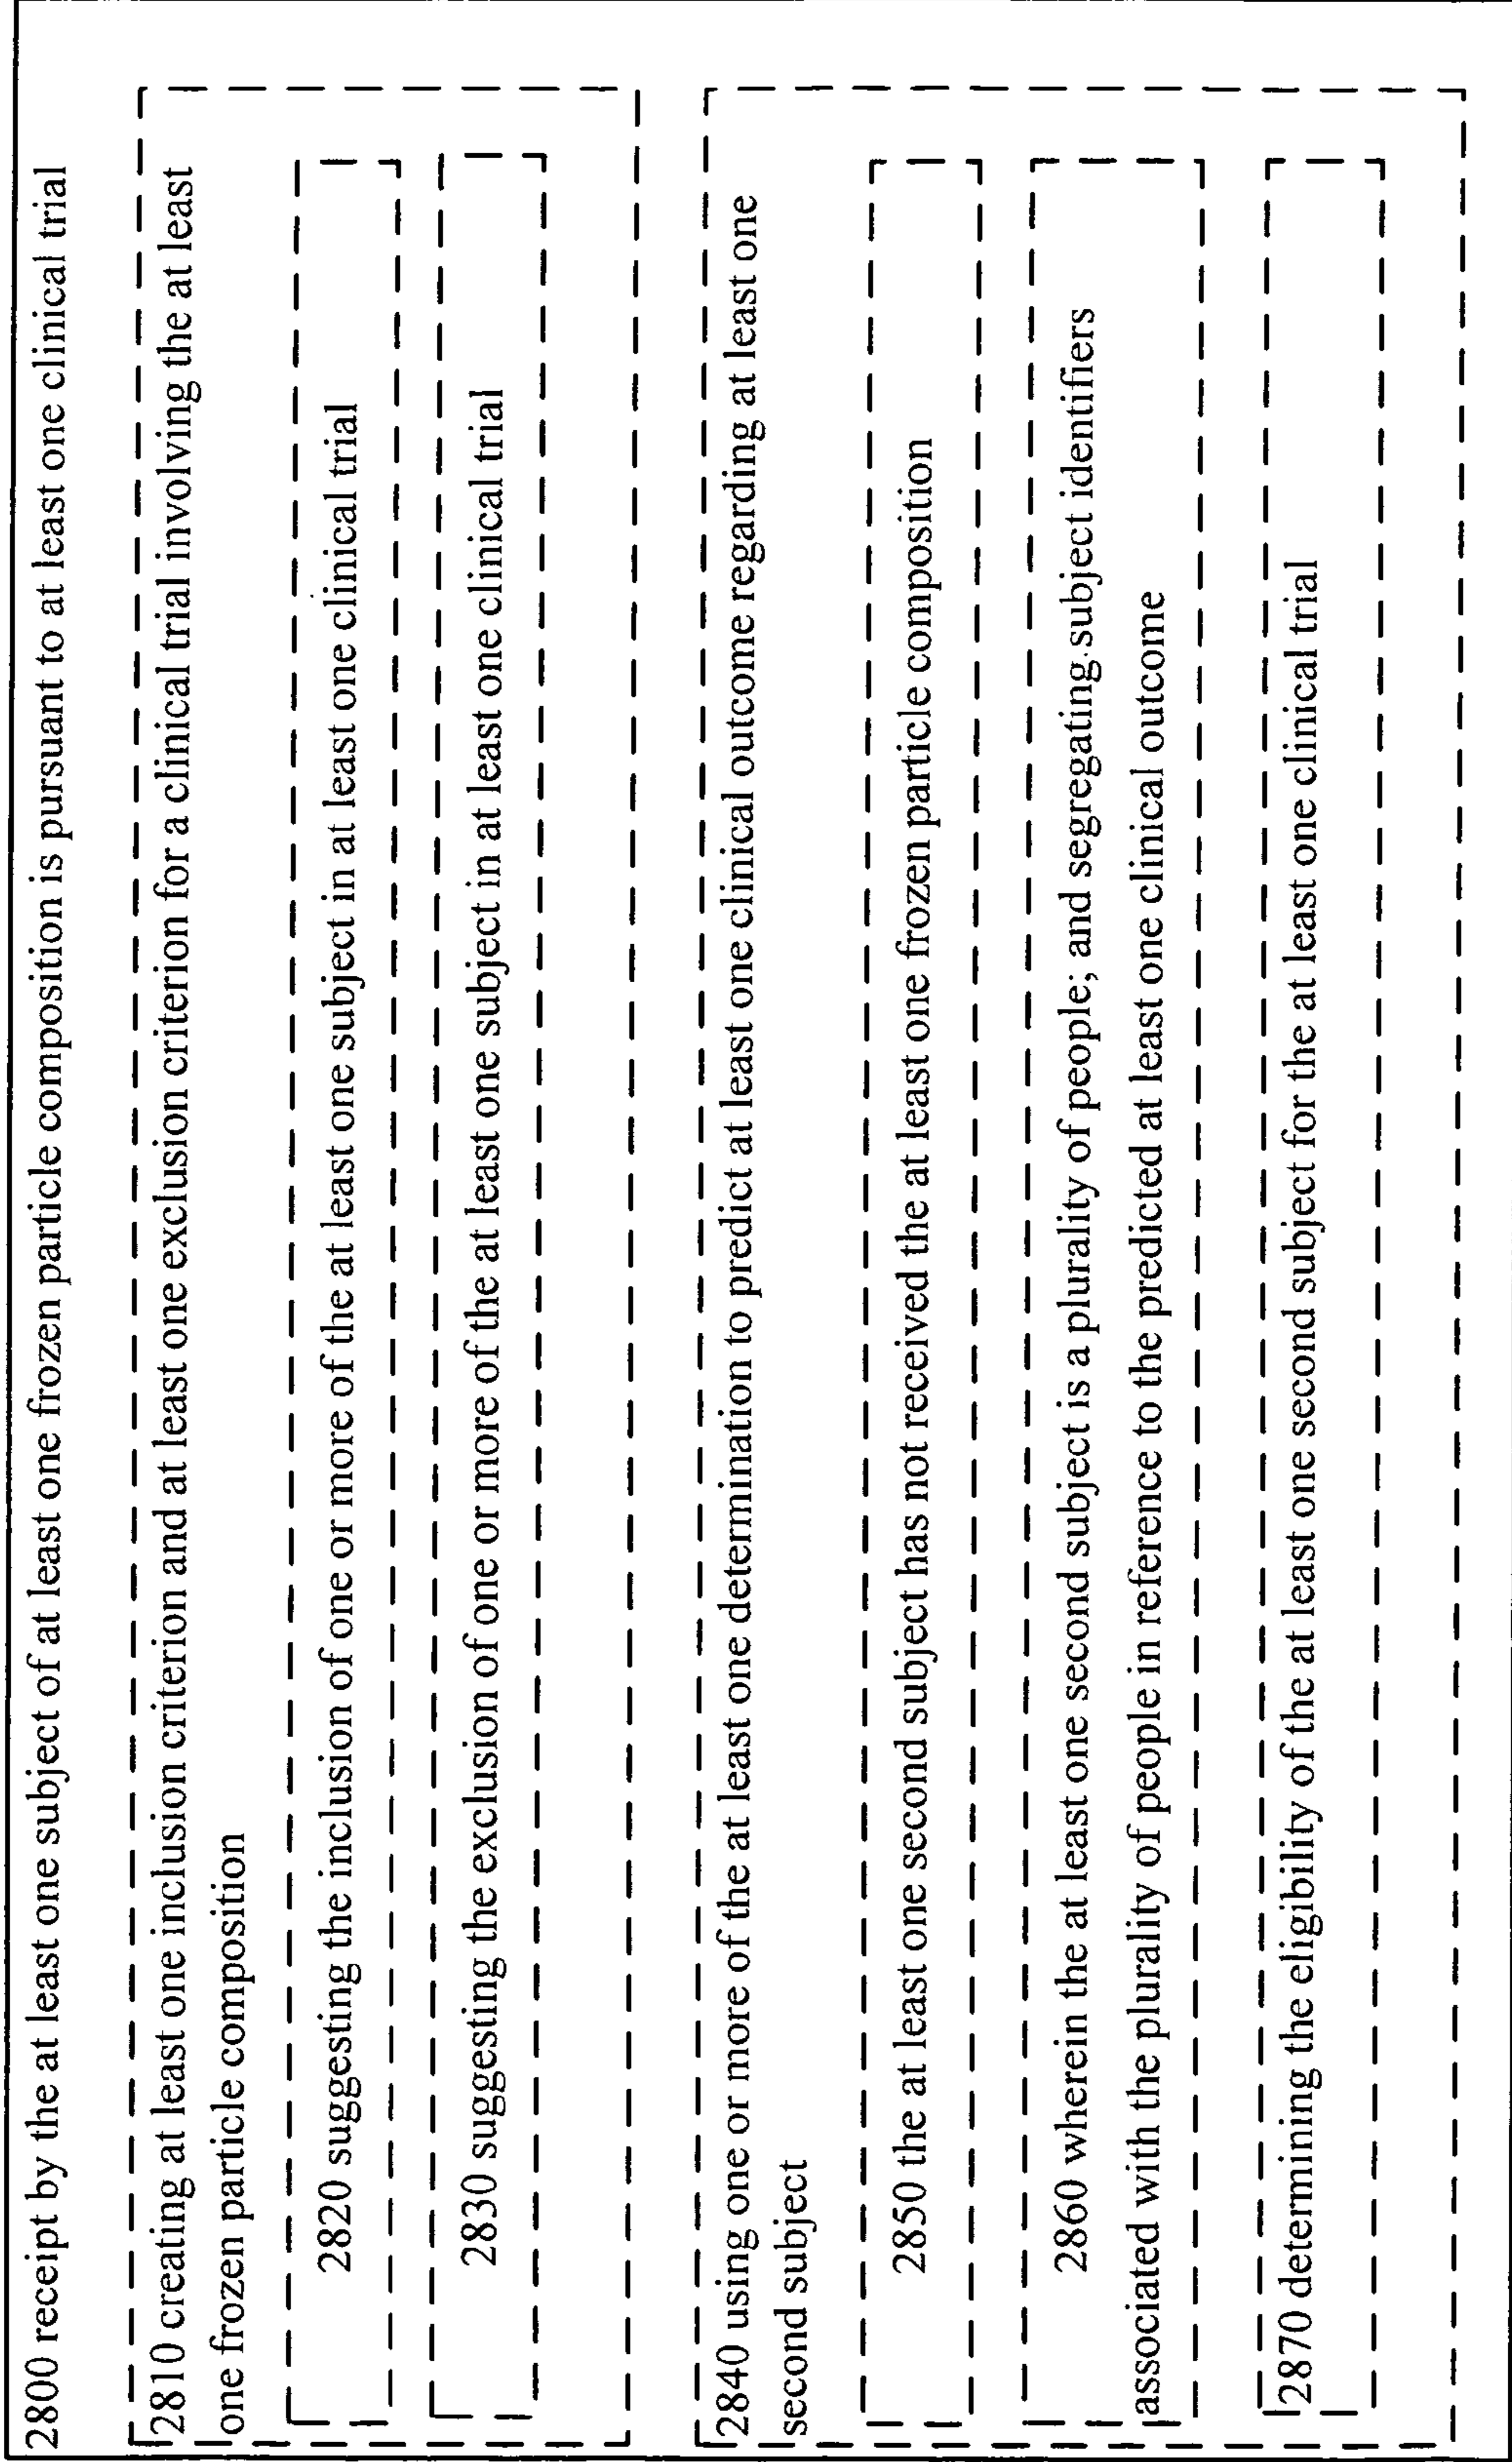 2800 receipt by the at least one subject of at least one frozen particle composition is pursuant to at least one clinical trial
2810 creating at least one inclusion criterion and at least one exclusion criterion for a clinical trial involving the at least
one frozen particle composition
2820 suggesting the inclusion of one or more of the at least one subject in at least one clinical trial
2830 suggesting the exclusion of one or more of the at least one subject in at least one clinical trial
2840 using one or more of the at least one determination to predict at least one clinical outcome regarding at least one
second subject
2850 the at least one second subject has not received the at least one frozen particle composition
2860 wherein the at least one second subject is a plurality of people; and segregating subject identifiers
associated with the plurality of people in reference to the predicted at least one clinical outcome
2870 determining the eligibility of the at least one second subject for the at least one clinical trial